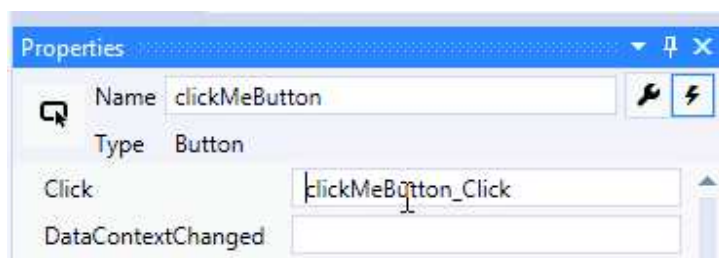 Properties
Name clickMeButton
Type Button
Click clickMeButton_Click
DataContextChanged